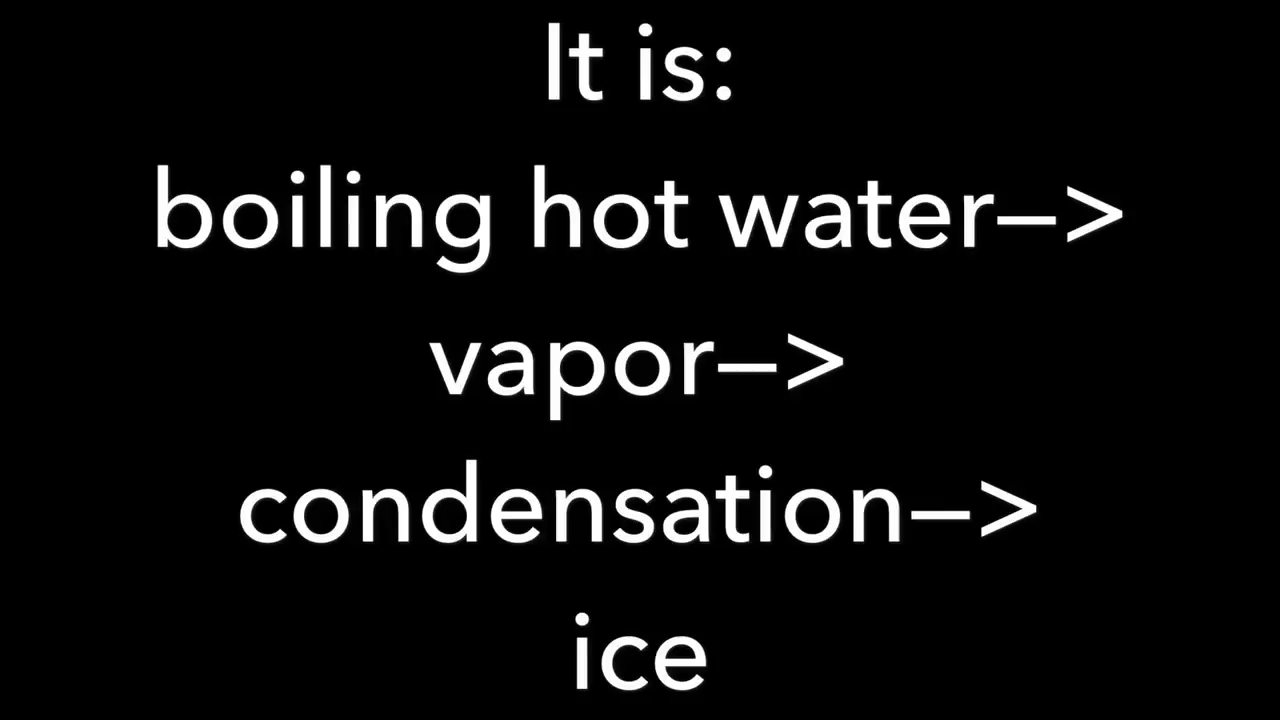 It is:
boiling hot water–>
vapor–>
condensation–>
ice